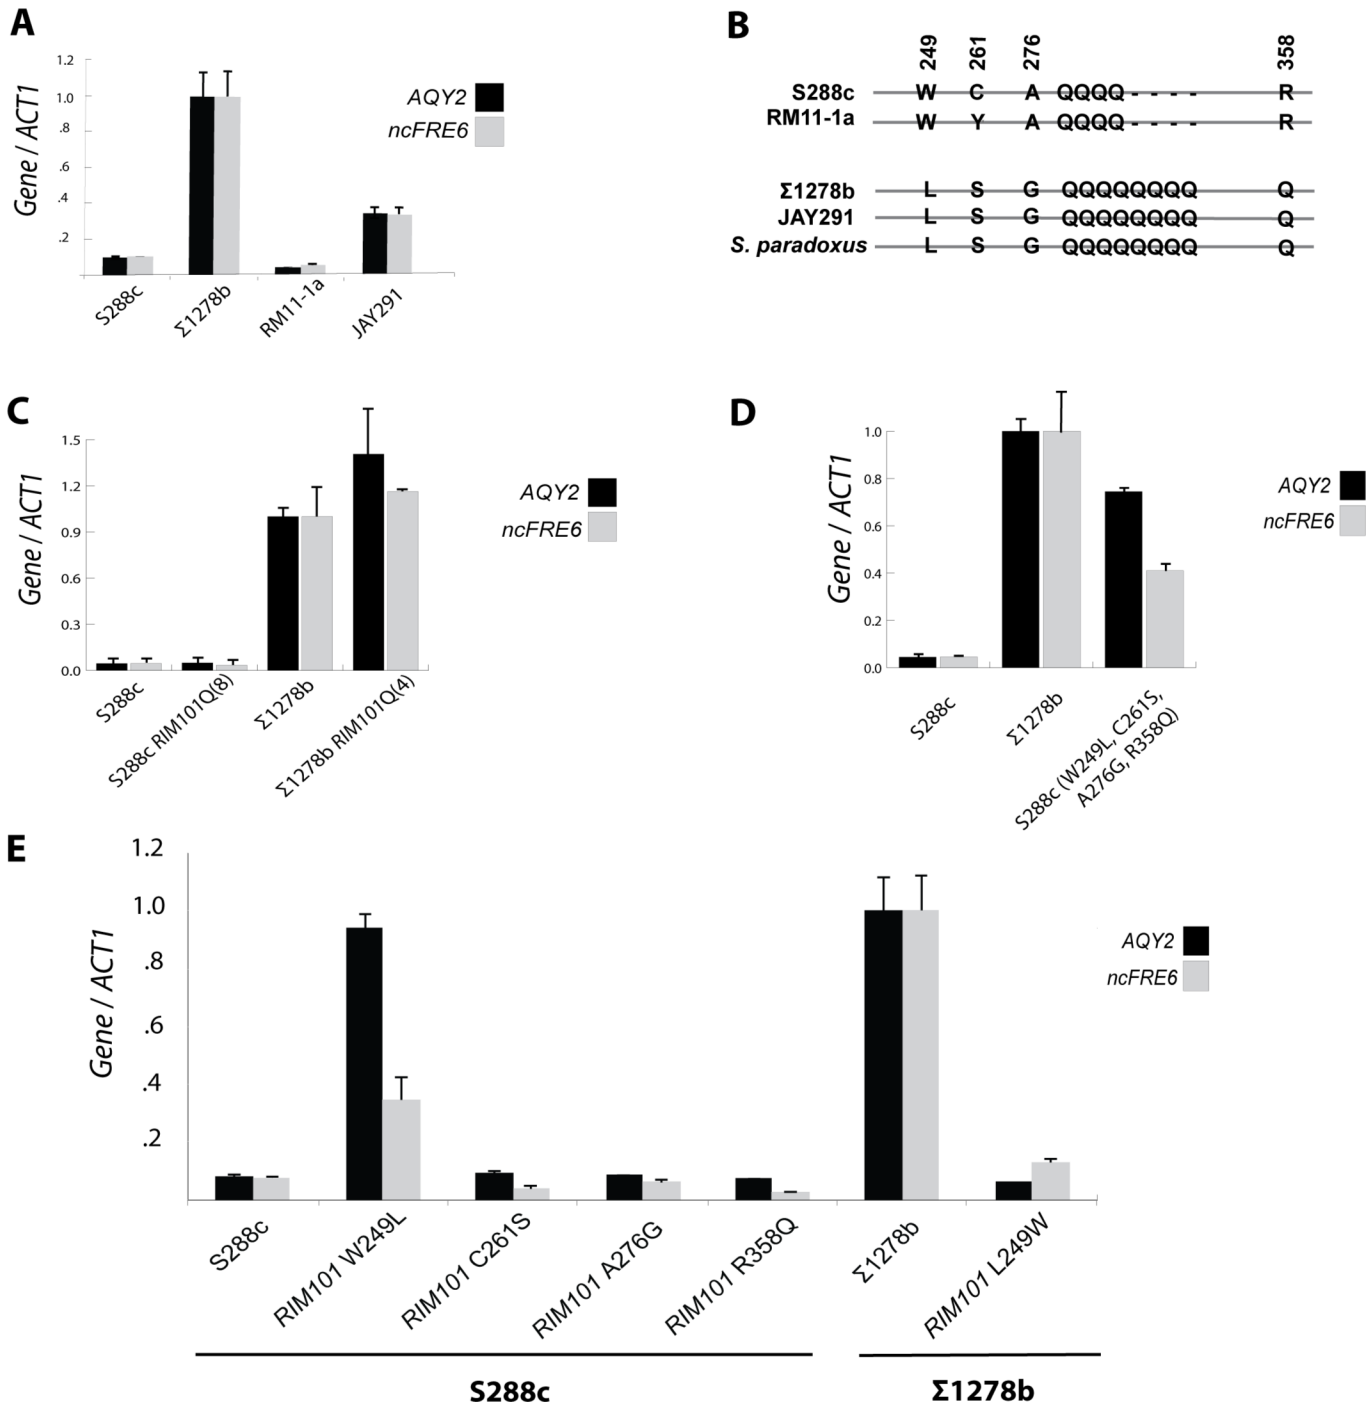 A
Gene / ACT1
1.2
1.0
.8
.6
.4
.2
AQY2
ncFRE6
S288c
Σ1278b
RM11-1a
JAY291
B
249
261
276
358
S288c W C A QQQQ - - - - R
RM11-1a W Y A QQQQ - - - - R
Σ1278b L S G QQQQQQQQ Q
JAY291 L S G QQQQQQQQ Q
S. paradoxus L S G QQQQQQQQ Q
C
Gene / ACT1
1.5
1.2
0.9
0.6
0.3
0.0
AQY2
ncFRE6
S288c
S288c RIM101Q(8)
Σ1278b
Σ1278b RIM101Q(4)
D
Gene / ACT1
1.0
0.8
0.6
0.4
0.2
0.0
AQY2
ncFRE6
S288c
Σ1278b
S288c (W249L, C261S,
A276G, R358Q)
E
Gene / ACT1
1.2
1.0
.8
.6
.4
.2
AQY2
ncFRE6
S288c
RIM101 W249L
RIM101 C261S
RIM101 A276G
RIM101 R358Q
Σ1278b
RIM101 L249W
S288c
Σ1278b